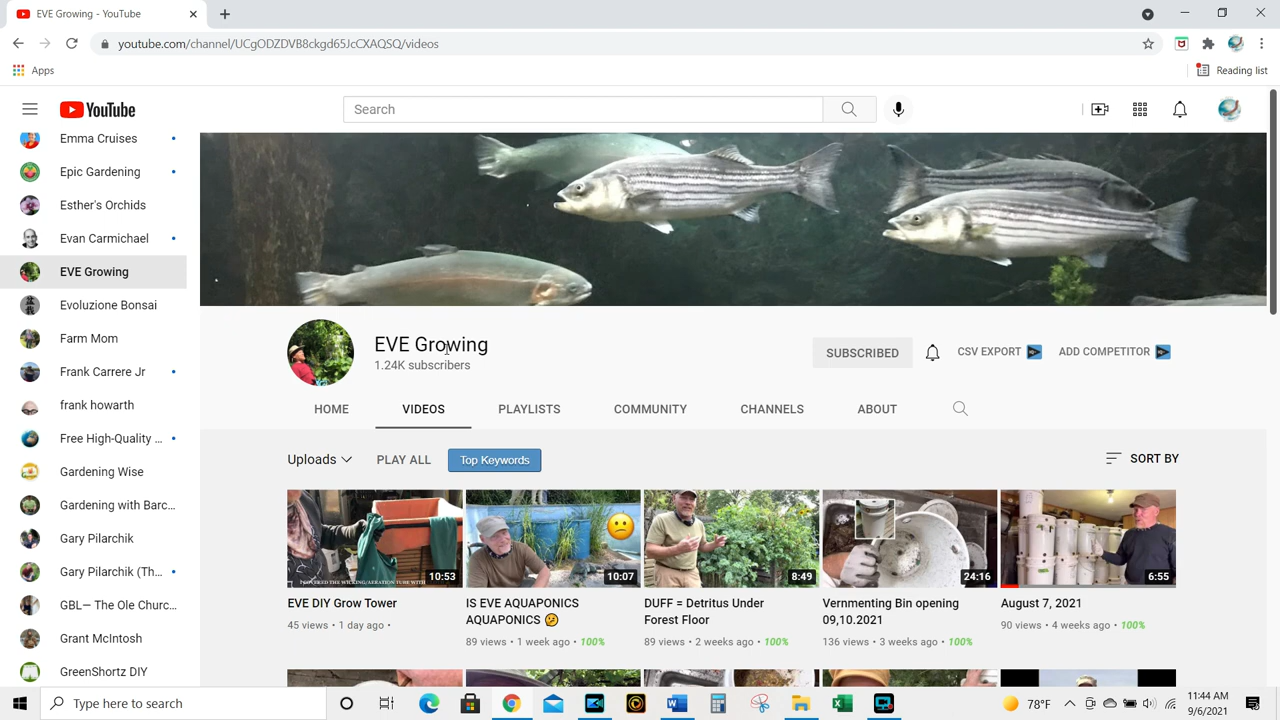 EVE Growing - YouTube
youtube.com/channel/UCgODZDVB8ckgd65JcCXAQSQ/videos
Apps
Reading list
YouTube
Search
Emma Cruises
Epic Gardening
Esther's Orchids
Evan Carmichael
EVE Growing
Evoluzione Bonsai
Farm Mom
Frank Carrere Jr
frank howarth
Free High-Quality ...
Gardening Wise
Gardening with Barc...
Gary Pilarchik
Gary Pilarchik (Th...
GBL— The Ole Churc...
Grant McIntosh
GreenShortz DIY
EVE Growing
1.24K subscribers
SUBSCRIBED
CSV EXPORT
ADD COMPETITOR
HOME VIDEOS PLAYLISTS COMMUNITY CHANNELS ABOUT
Uploads PLAY ALL Top Keywords
SORT BY
I COVERED THE WICKING/AERATION TUBE WITH
10:53
EVE DIY Grow Tower
45 views • 1 day ago •
10:07
IS EVE AQUAPONICS
AQUAPONICS 🤔
89 views • 1 week ago • 100%
8:49
DUFF = Detritus Under
Forest Floor
89 views • 2 weeks ago • 100%
24:16
Vernmenting Bin opening
09,10.2021
136 views • 3 weeks ago • 100%
6:55
August 7, 2021
90 views • 4 weeks ago • 100%
Type here to search
78°F
11:44 AM
9/6/2021